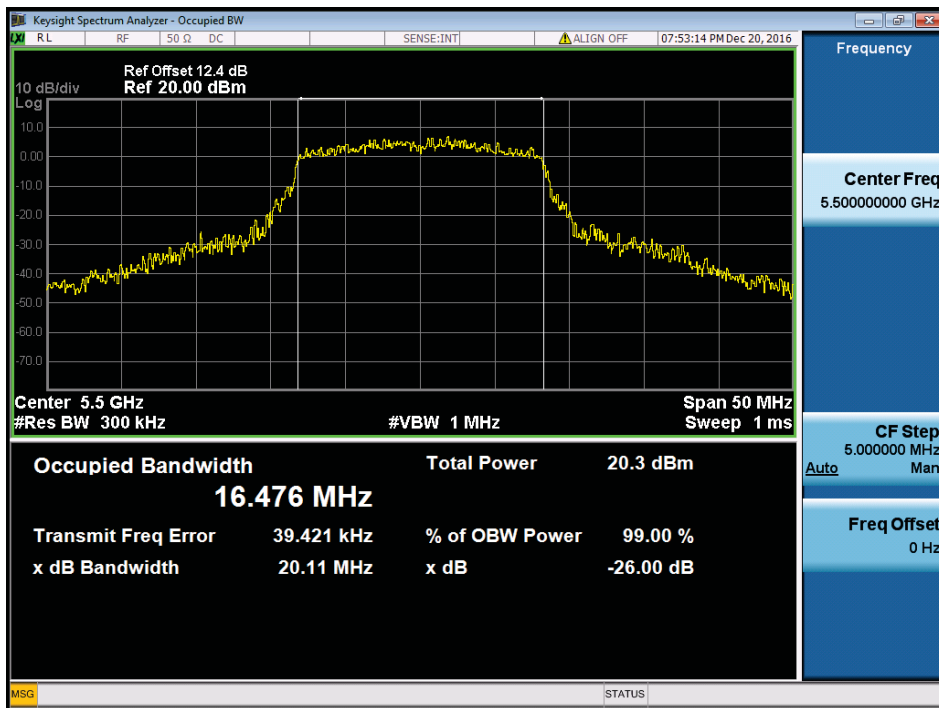 Keysight Spectrum Analyzer - Occupied BW
LXI RL RF 50 Ω DC SENSE:INT ALIGN OFF 07:53:14 PM Dec 20, 2016
Frequency
Ref Offset 12.4 dB
10 dB/div Ref 20.00 dBm
Log
10.0
0.00
-10.0
-20.0
-30.0
-40.0
-50.0
-60.0
-70.0
Center 5.5 GHz Span 50 MHz
#Res BW 300 kHz #VBW 1 MHz Sweep 1 ms
Occupied Bandwidth Total Power 20.3 dBm
16.476 MHz
Transmit Freq Error 39.421 kHz % of OBW Power 99.00 %
x dB Bandwidth 20.11 MHz x dB -26.00 dB
Center Freq
5.500000000 GHz
CF Step
5.000000 MHz
Auto Man
Freq Offset
0 Hz
MSG STATUS